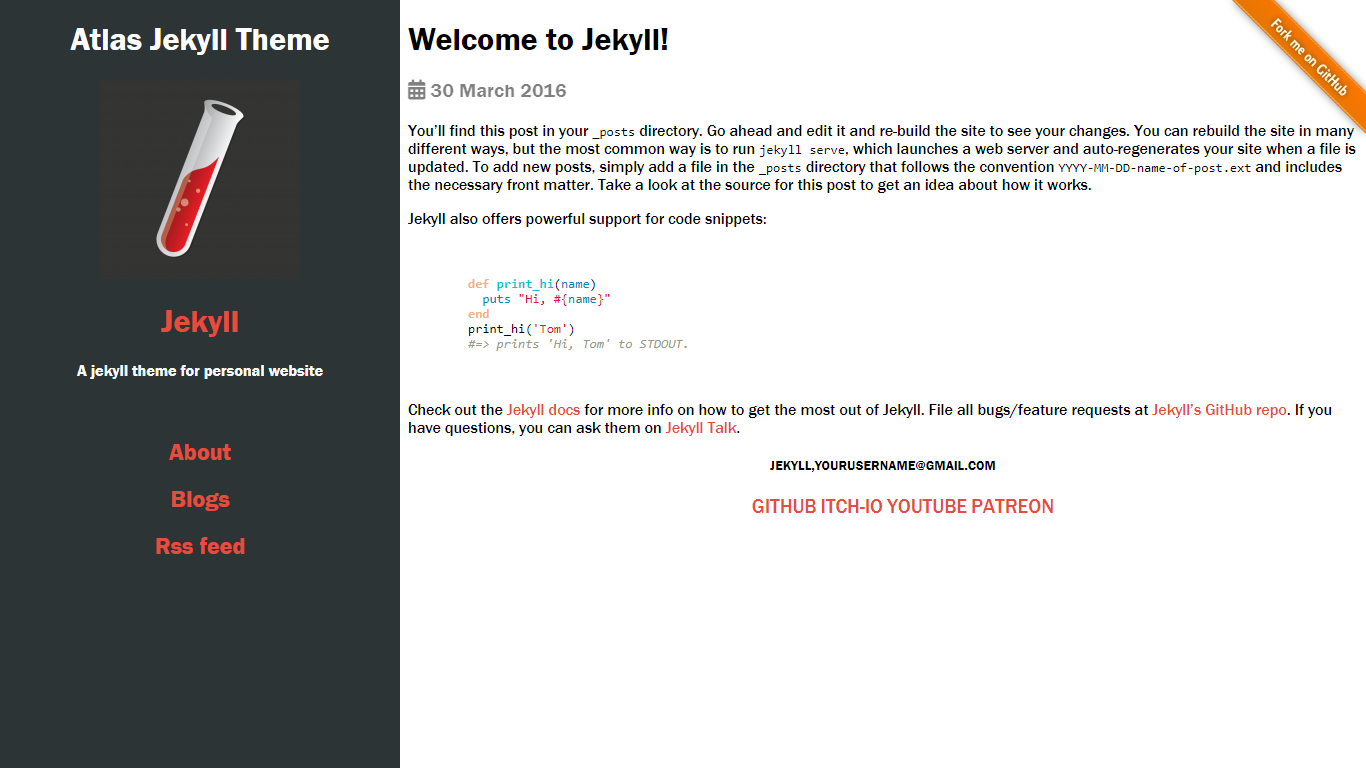 Atlas Jekyll Theme
Jekyll
A jekyll theme for personal website
About
Blogs
Rss feed
Welcome to Jekyll!
30 March 2016
You’ll find this post in your _posts directory. Go ahead and edit it and re-build the site to see your changes. You can rebuild the site in many
different ways, but the most common way is to run jekyll serve, which launches a web server and auto-regenerates your site when a file is
updated. To add new posts, simply add a file in the _posts directory that follows the convention YYYY-MM-DD-name-of-post.ext and includes
the necessary front matter. Take a look at the source for this post to get an idea about how it works.
Jekyll also offers powerful support for code snippets:
def print_hi(name)
  puts "Hi, #{name}"
end
print_hi('Tom')
#=> prints 'Hi, Tom' to STDOUT.
Check out the Jekyll docs for more info on how to get the most out of Jekyll. File all bugs/feature requests at Jekyll’s GitHub repo. If you
have questions, you can ask them on Jekyll Talk.
JEKYLL,YOURUSERNAME@GMAIL.COM
GITHUB ITCH-IO YOUTUBE PATREON
Fork me on GitHub